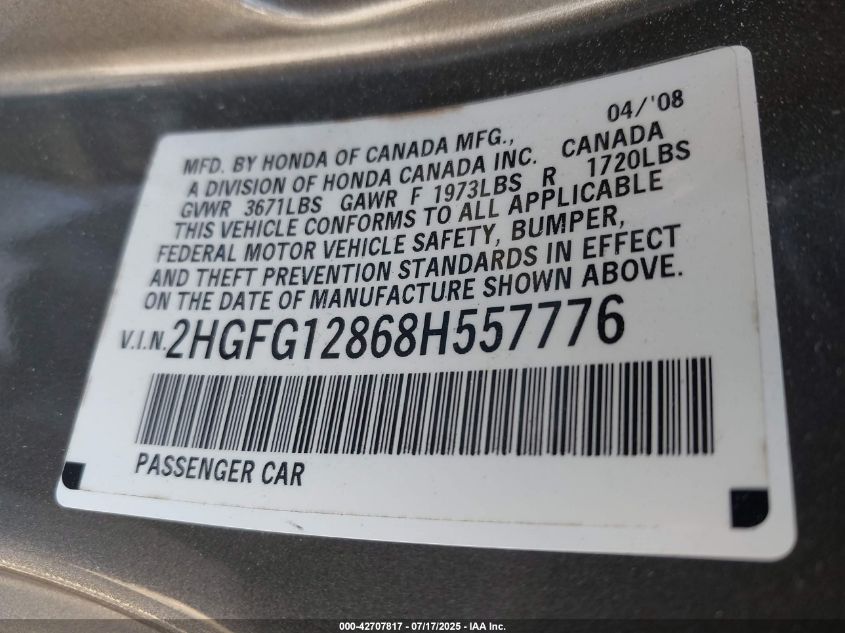 04/'08
MFD. BY HONDA OF CANADA MFG.,
A DIVISION OF HONDA CANADA INC. CANADA
GVWR 3671LBS GAWR F 1973LBS R 1720LBS
THIS VEHICLE CONFORMS TO ALL APPLICABLE
FEDERAL MOTOR VEHICLE SAFETY, BUMPER,
AND THEFT PREVENTION STANDARDS IN EFFECT
ON THE DATE OF MANUFACTURE SHOWN ABOVE.
V.I.N. 2HGFG12868H557776
PASSENGER CAR
000-42707817 - 07/17/2025 - IAA Inc.